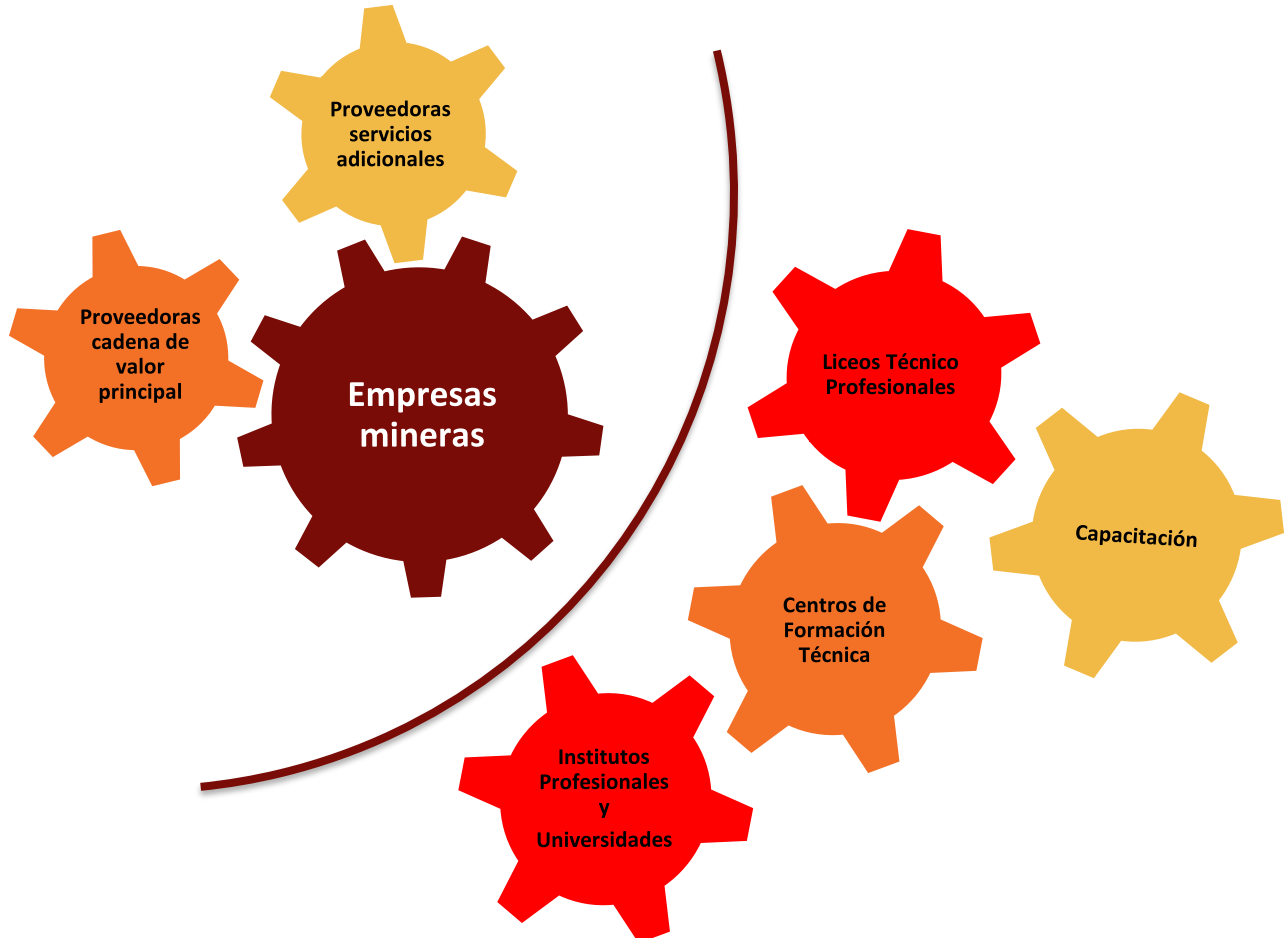 Proveedoras
servicios
adicionales
Proveedoras
cadena de
valor
principal
Empresas
mineras
Liceos Técnico
Profesionales
Capacitación
Centros de
Formación
Técnica
Institutos
Profesionales
y
Universidades